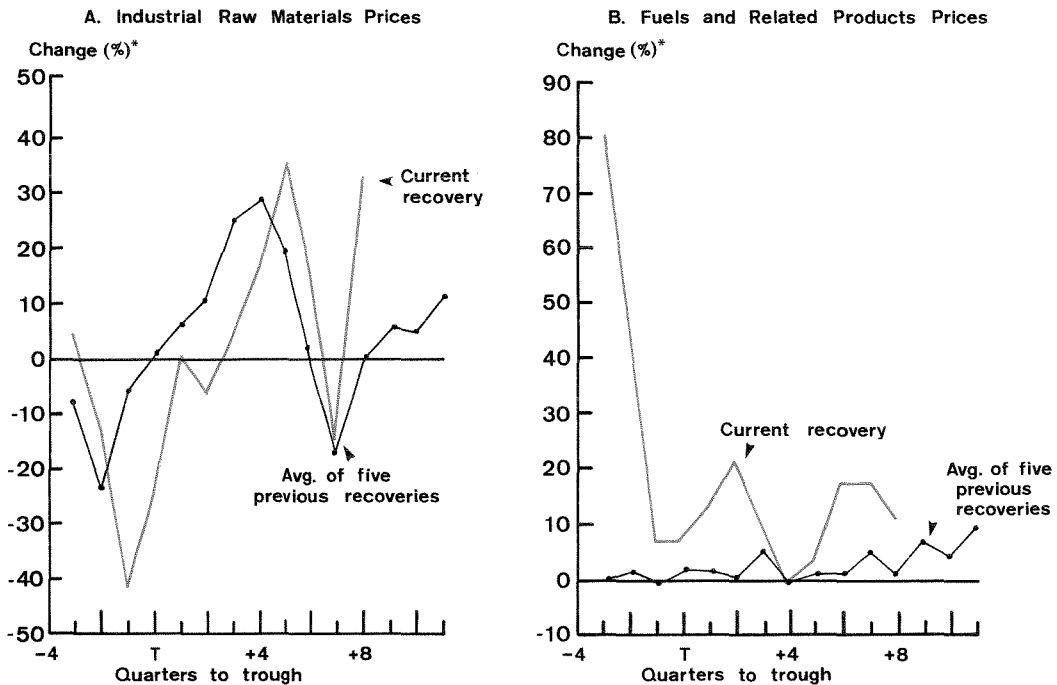 A. Industrial Raw Materials Prices
Change (%)*
50
40
30
20
10
0
-10
-20
-30
-40
-50
-4 T +4 +8
Quarters to trough
Current
recovery
Avg. of five
previous recoveries
B. Fuels and Related Products Prices
Change (%)*
90
80
70
60
50
40
30
20
10
0
-10
-4 T +4 +8
Quarters to trough
Current recovery
Avg. of five
previous
recoveries